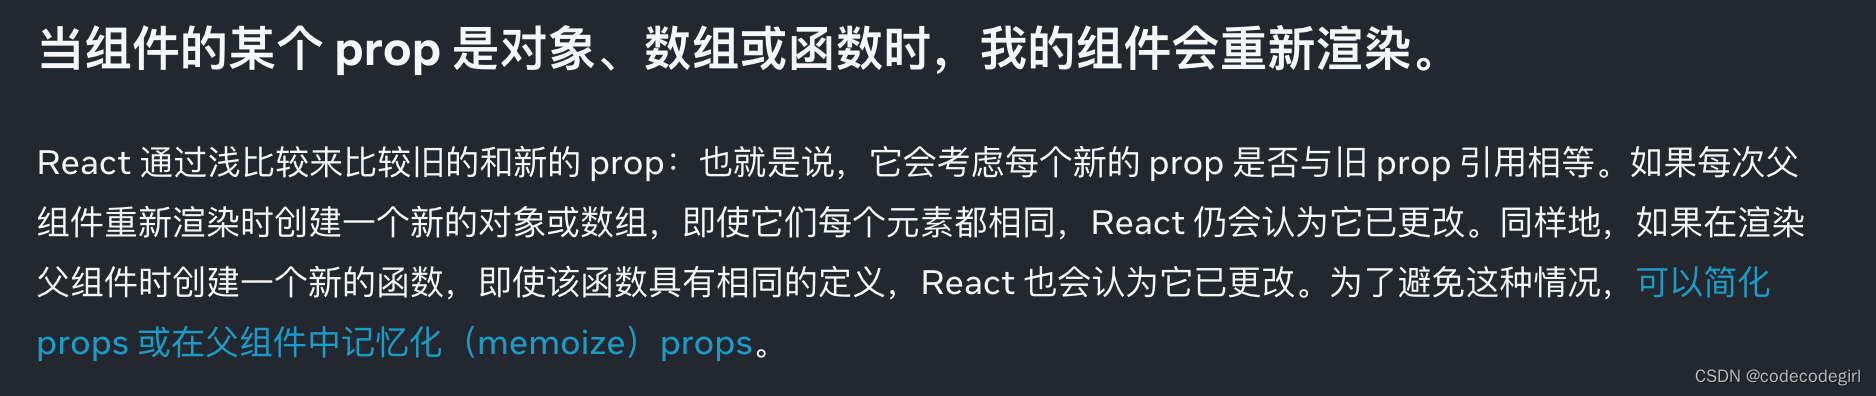 当组件的某个 prop 是对象、数组或函数时，我的组件会重新渲染。
React 通过浅比较来比较旧的和新的 prop：也就是说，它会考虑每个新的 prop 是否与旧 prop 引用相等。如果每次父
组件重新渲染时创建一个新的对象或数组，即使它们每个元素都相同，React 仍会认为它已更改。同样地，如果在渲染
父组件时创建一个新的函数，即使该函数具有相同的定义，React 也会认为它已更改。为了避免这种情况，可以简化
props 或在父组件中记忆化（memoize）props。
CSDN @codecodegirl